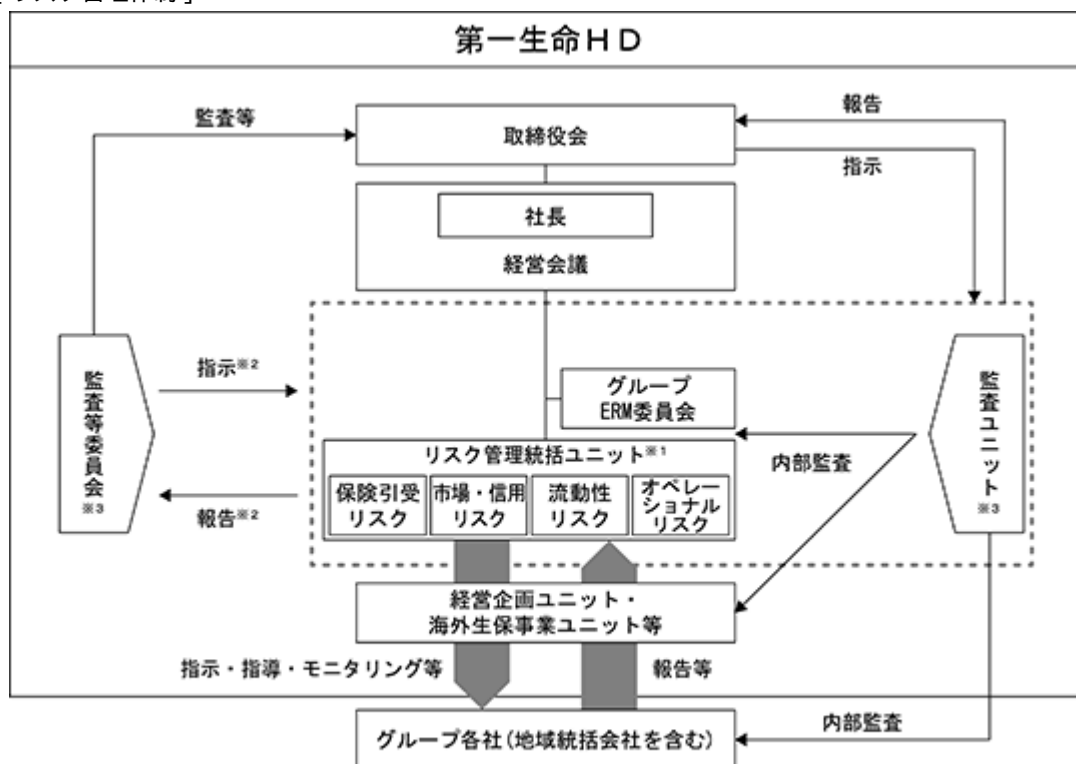 第一生命ＨＤ
監査等
報告
取締役会
指示
社長
経営会議
監査等委員会※3
指示※2
グループ
ERM委員会
監査ユニット※3
内部監査
リスク管理統括ユニット※1
保険引受
リスク
市場・信用
リスク
流動性
リスク
オペレー
ショナル
リスク
報告※2
経営企画ユニット・
海外生保事業ユニット等
指示・指導・モニタリング等
報告等
内部監査
グループ各社(地域統括会社を含む)